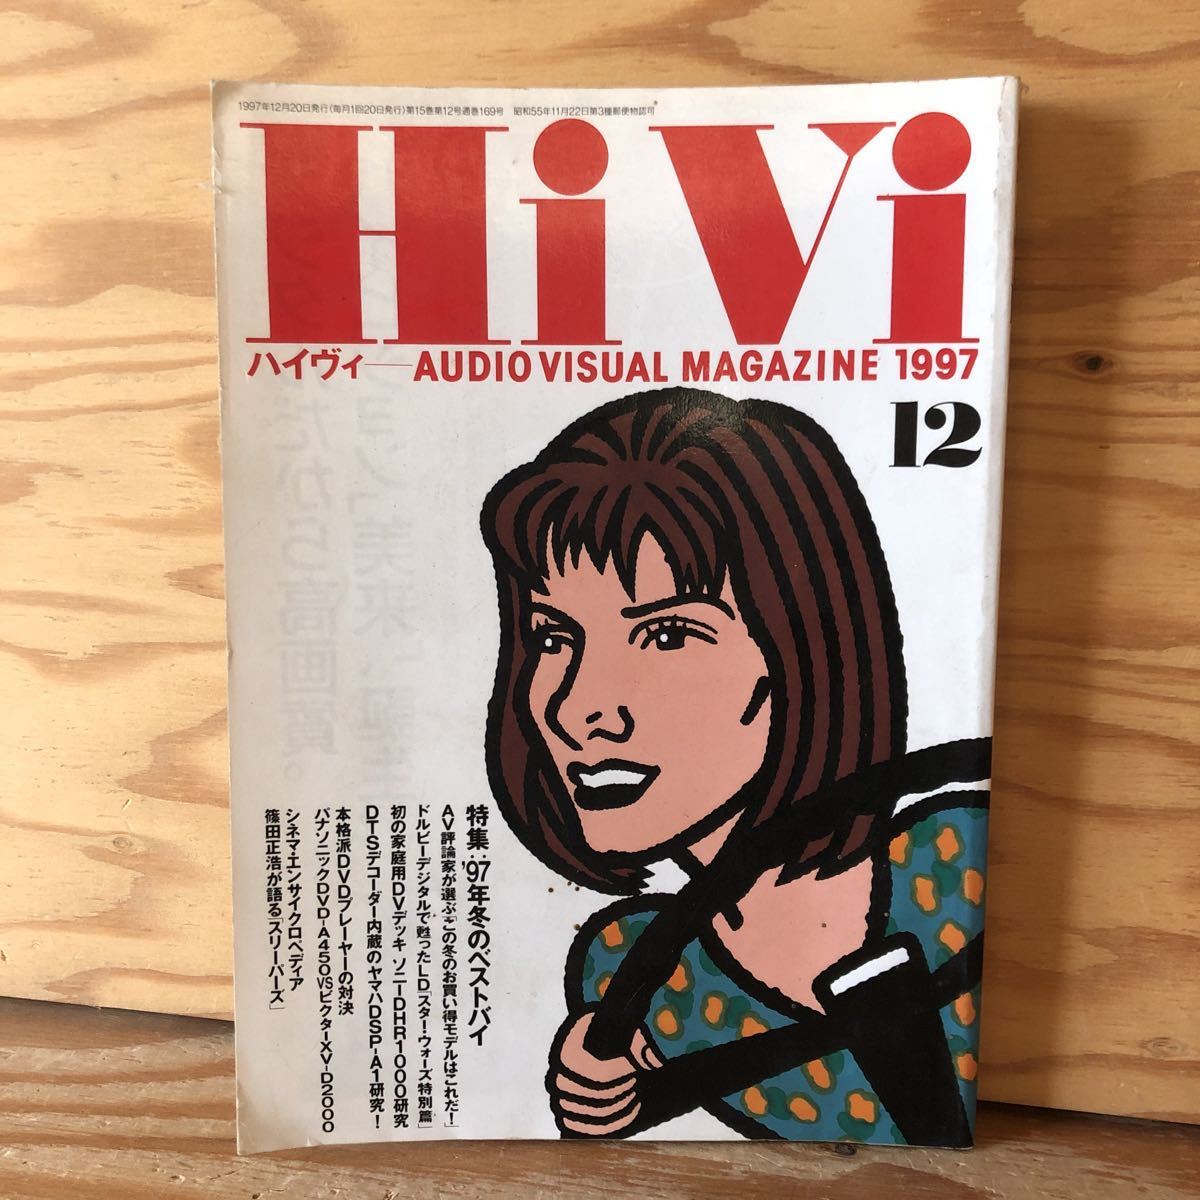 1997年12月20日発行(毎月1回20日発行)第15巻第12号通巻169号　昭和55年11月22日第3種郵便物認可
HiVi
ハイヴィ──AUDIO VISUAL MAGAZINE 1997
12
特集:'97年冬のベストバイ
AV評論家が選ぶ「この冬のお買い得モデルはこれだ!」
ドルビーデジタルで甦ったLD「スター・ウォーズ特別篇」
初の家庭用DVデッキ ソニーDHR1000研究
DTSデコーダー内蔵のヤマハDSP-A1研究!
本格派DVDプレーヤーの対決
パナソニックDVD-A450VSビクターXV-D2000
シネマ・エンサイクロペディア
篠田正浩が語る「スリーパーズ」